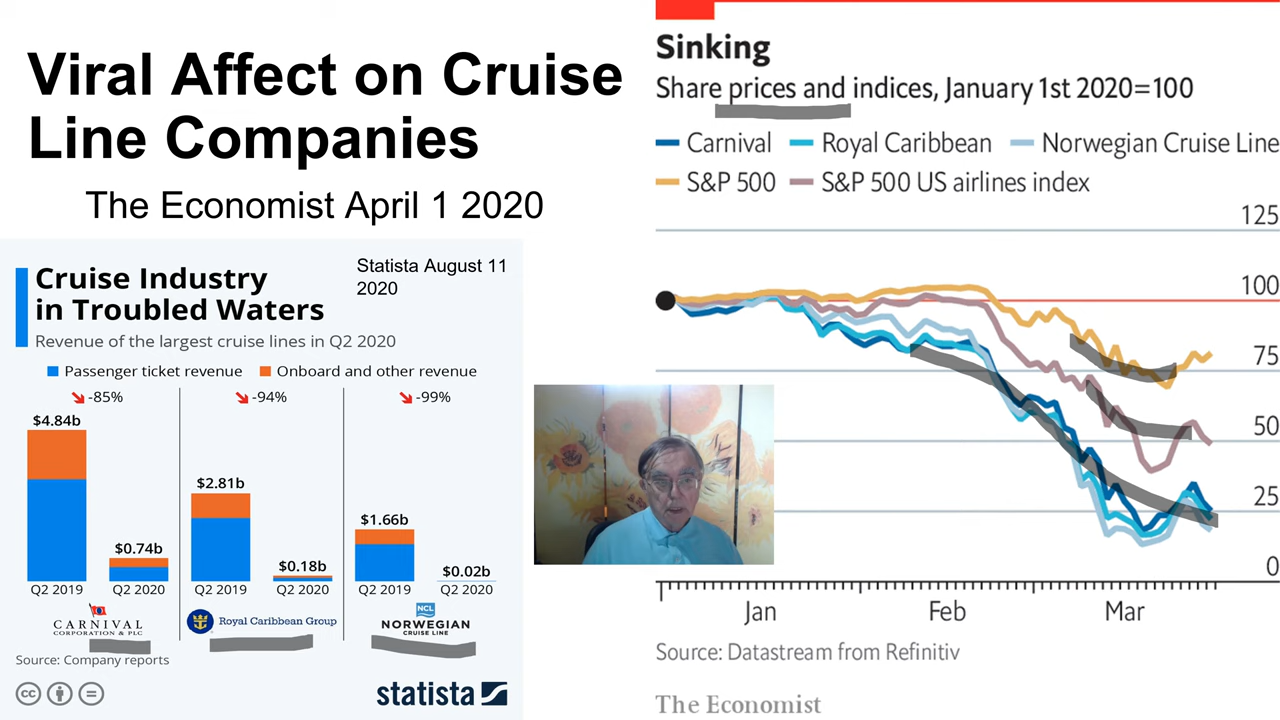 Viral Affect on Cruise
Line Companies
The Economist April 1 2020
Cruise Industry
in Troubled Waters
Statista August 11
2020
Revenue of the largest cruise lines in Q2 2020
Passenger ticket revenue
Onboard and other revenue
-85%
-94%
-99%
$4.84b
$0.74b
$2.81b
$0.18b
$1.66b
$0.02b
Q2 2019
Q2 2020
Q2 2019
Q2 2020
Q2 2019
Q2 2020
CARNIVAL
CORPORATION & PLC
Royal Caribbean Group
NCL
NORWEGIAN
CRUISE LINE
Source: Company reports
cc
statista
Sinking
Share prices and indices, January 1st 2020=100
Carnival
Royal Caribbean
Norwegian Cruise Line
S&P 500
S&P 500 US airlines index
125
100
75
50
25
0
Jan
Feb
Mar
Source: Datastream from Refinitiv
The Economist